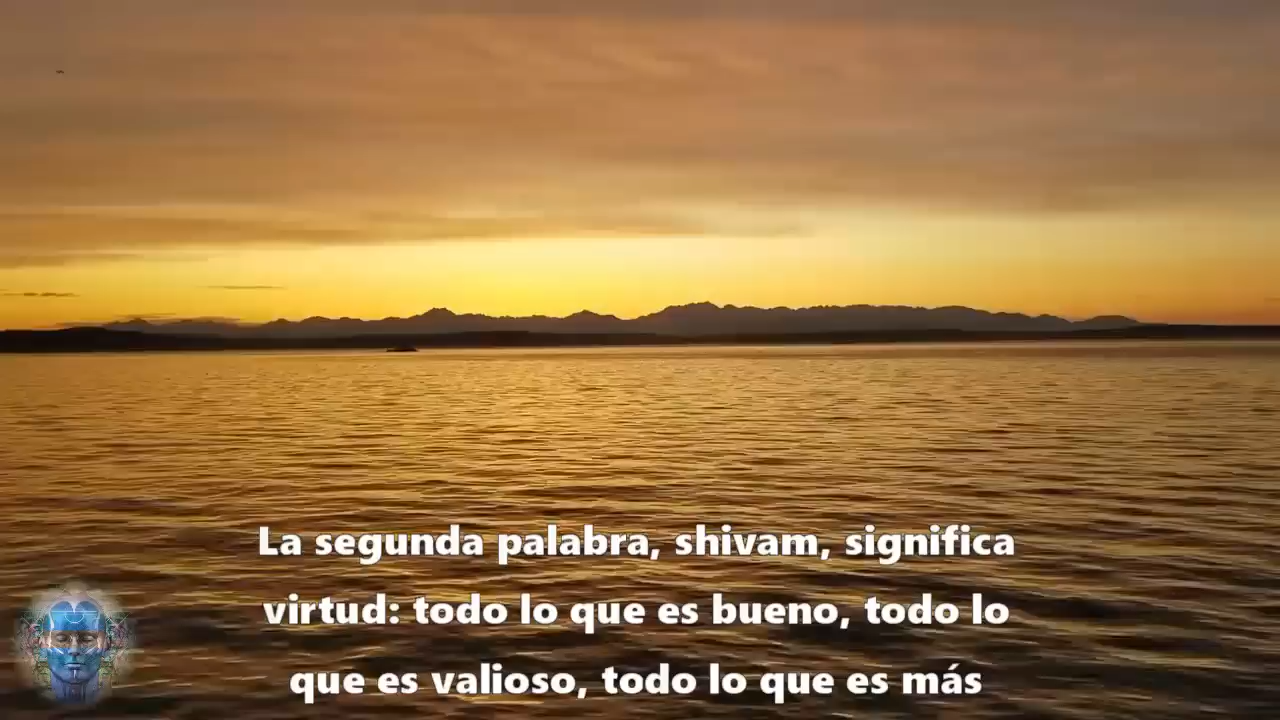 La segunda palabra, shivam, significa
virtud: todo lo que es bueno, todo lo
que es valioso, todo lo que es más